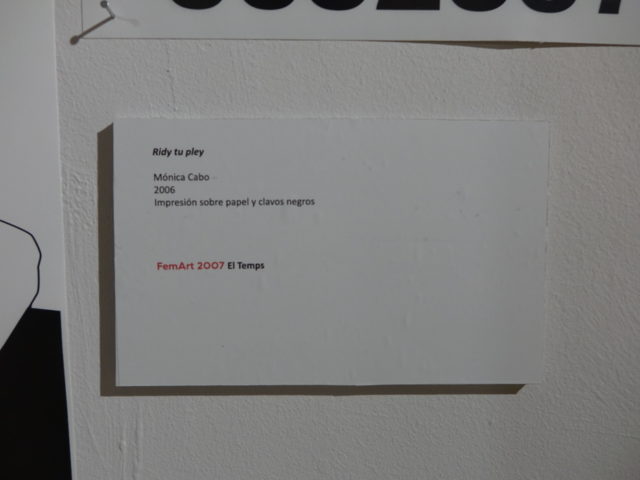 Ridy tu pley
Mónica Cabo
2006
Impresión sobre papel y clavos negros
FemArt 2007 El Temps